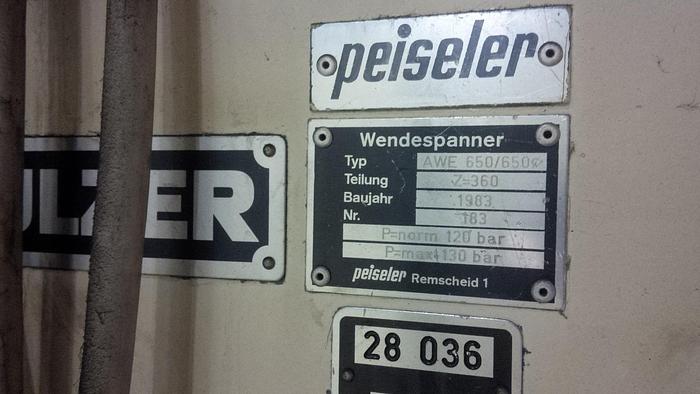 peiseler
Wendespanner
Typ AWE 650/650
Teilung Z=360
Baujahr 1983
Nr. 183
P=norm 120 bar
P=max 130 bar
peiseler Remscheid 1
LZER
28 036